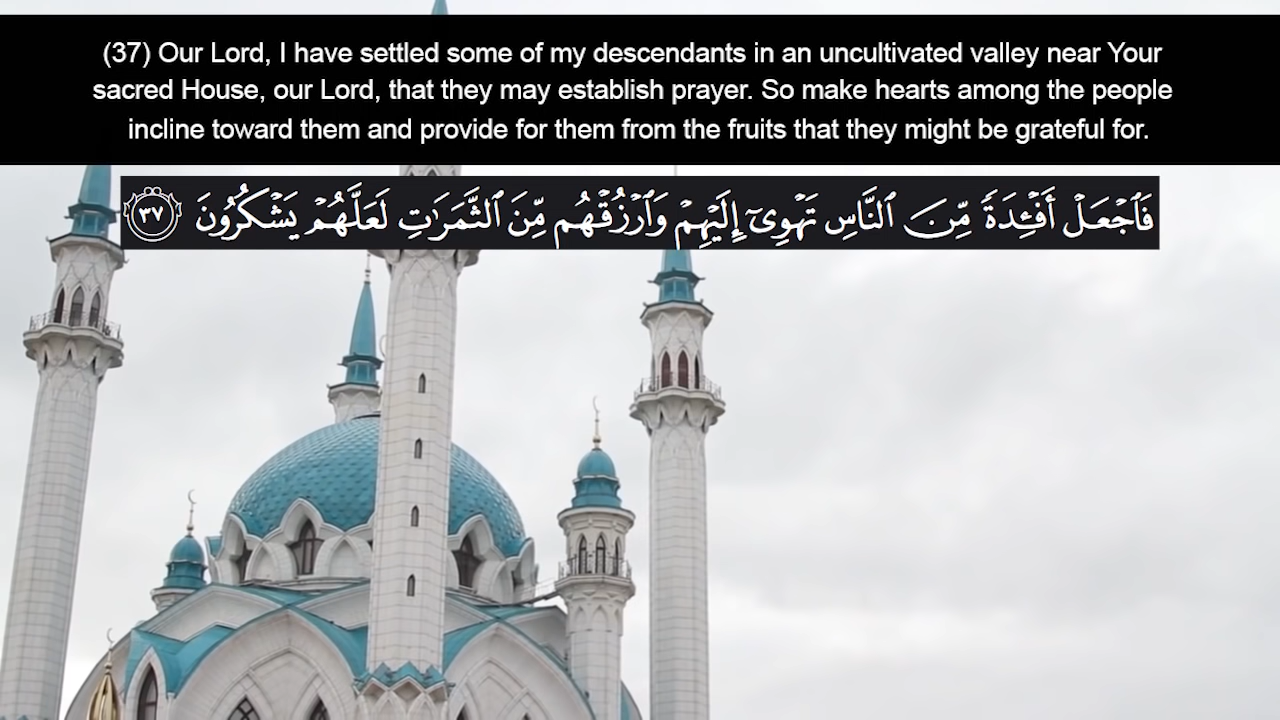 (37) Our Lord, I have settled some of my descendants in an uncultivated valley near Your
sacred House, our Lord, that they may establish prayer. So make hearts among the people
incline toward them and provide for them from the fruits that they might be grateful for.
فَٱجۡعَلۡ أَفۡـِٔدَةٗ مِّنَ ٱلنَّاسِ تَهۡوِيٓ إِلَيۡهِمۡ وَٱرۡزُقۡهُم مِّنَ ٱلثَّمَرَٰتِ لَعَلَّهُمۡ يَشۡكُرُونَ ٣٧